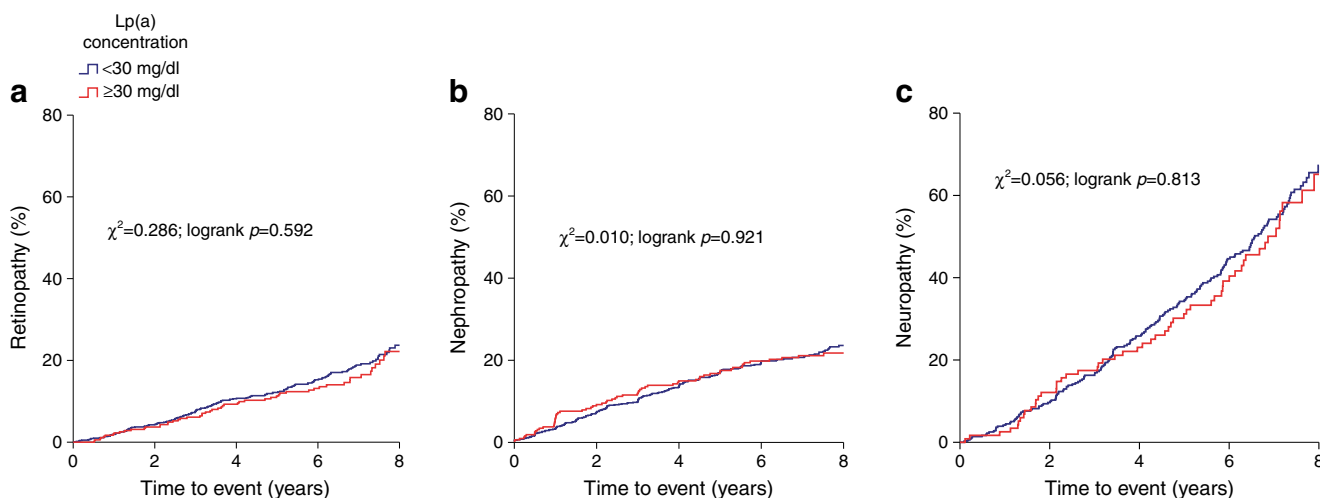 Lp(a)
concentration
<30 mg/dl
≥30 mg/dl
a
80
60
40
20
0
Retinopathy (%)
χ²=0.286; logrank p=0.592
0 2 4 6 8
Time to event (years)
b
80
60
40
20
0
Nephropathy (%)
χ²=0.010; logrank p=0.921
0 2 4 6 8
Time to event (years)
c
80
60
40
20
0
Neuropathy (%)
χ²=0.056; logrank p=0.813
0 2 4 6 8
Time to event (years)